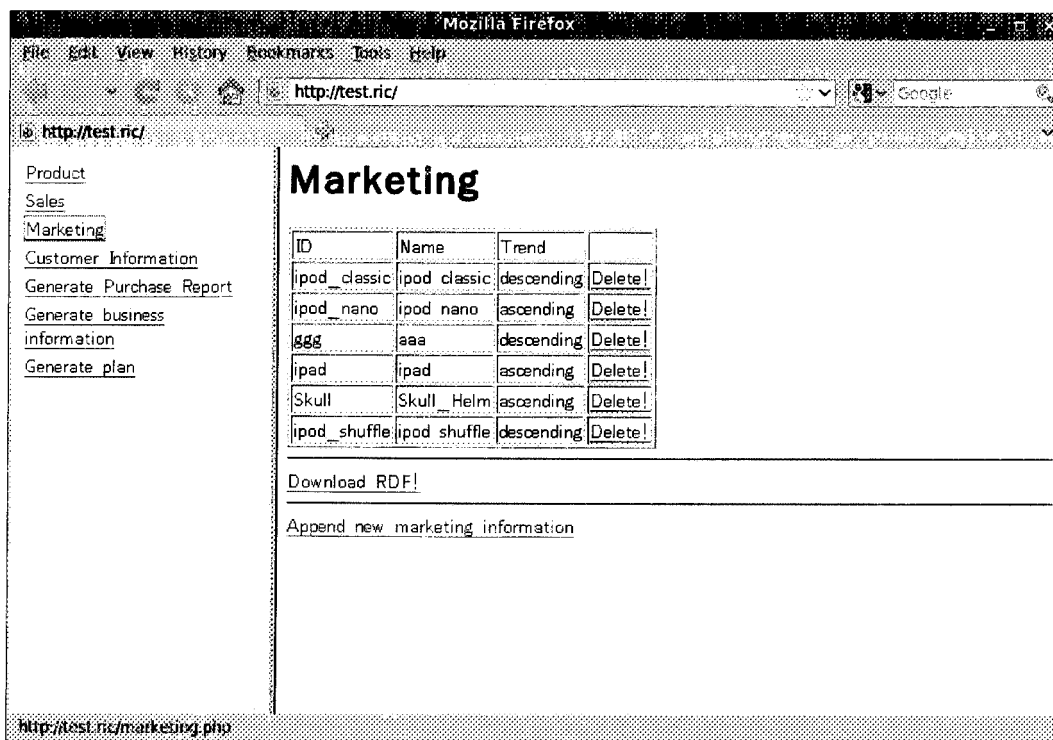 Mozilla Firefox
File Edit View History Bookmarks Tools Help
http://test.ric/ Google
http://test.ric/
Product
Sales
Marketing
Customer Information
Generate Purchase Report
Generate business
information
Generate plan
Marketing
ID Name Trend
ipod_classic ipod classic descending Delete!
ipod_nano ipod nano ascending Delete!
ggg aaa descending Delete!
ipad ipad ascending Delete!
Skull Skull_Helm ascending Delete!
ipod_shuffle ipod shuffle descending Delete!
Download RDF!
Append new marketing information
http://test.ric/marketing.php